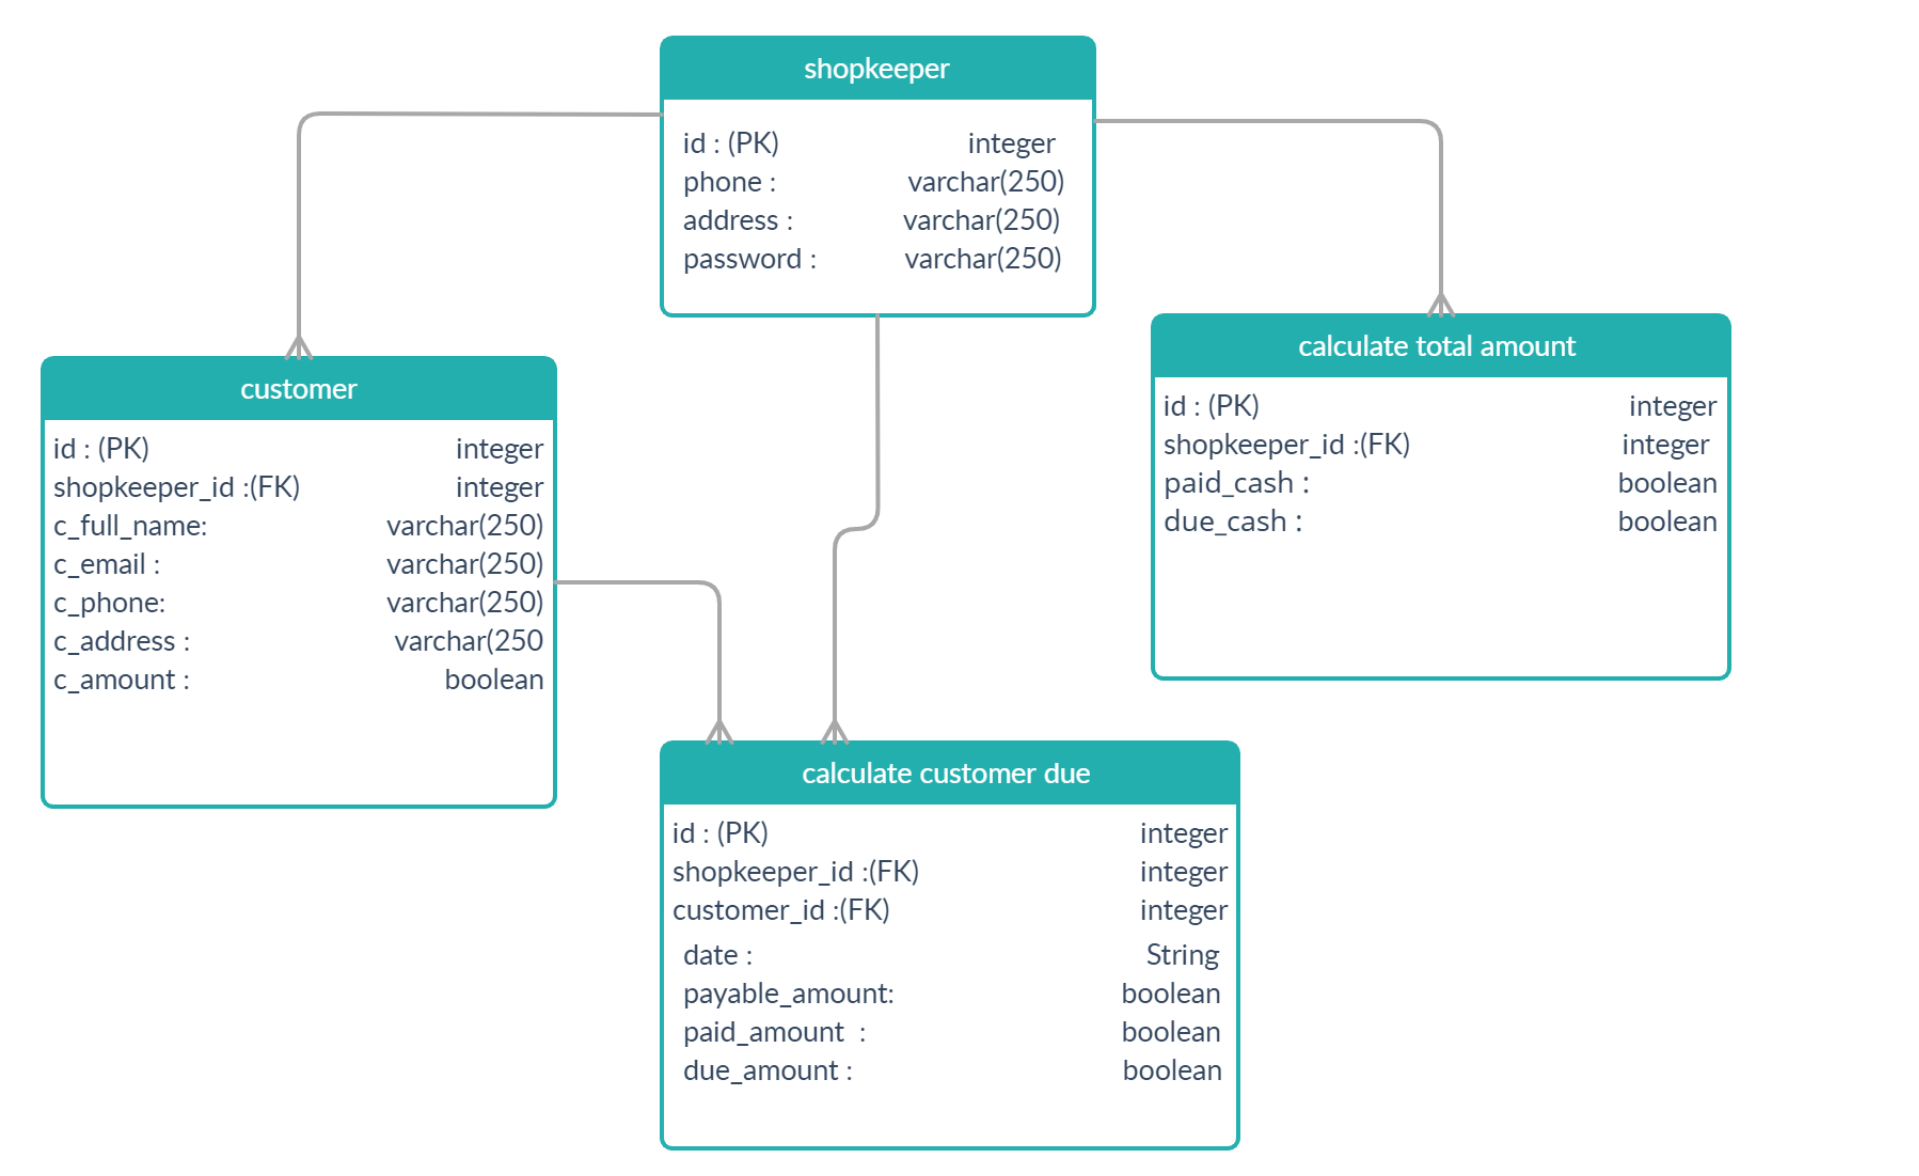 shopkeeper
id : (PK) integer
phone : varchar(250)
address : varchar(250)
password : varchar(250)
customer
id : (PK) integer
shopkeeper_id :(FK) integer
c_full_name: varchar(250)
c_email : varchar(250)
c_phone: varchar(250)
c_address : varchar(250
c_amount : boolean
calculate total amount
id : (PK) integer
shopkeeper_id :(FK) integer
paid_cash : boolean
due_cash : boolean
calculate customer due
id : (PK) integer
shopkeeper_id :(FK) integer
customer_id :(FK) integer
date : String
payable_amount: boolean
paid_amount : boolean
due_amount : boolean